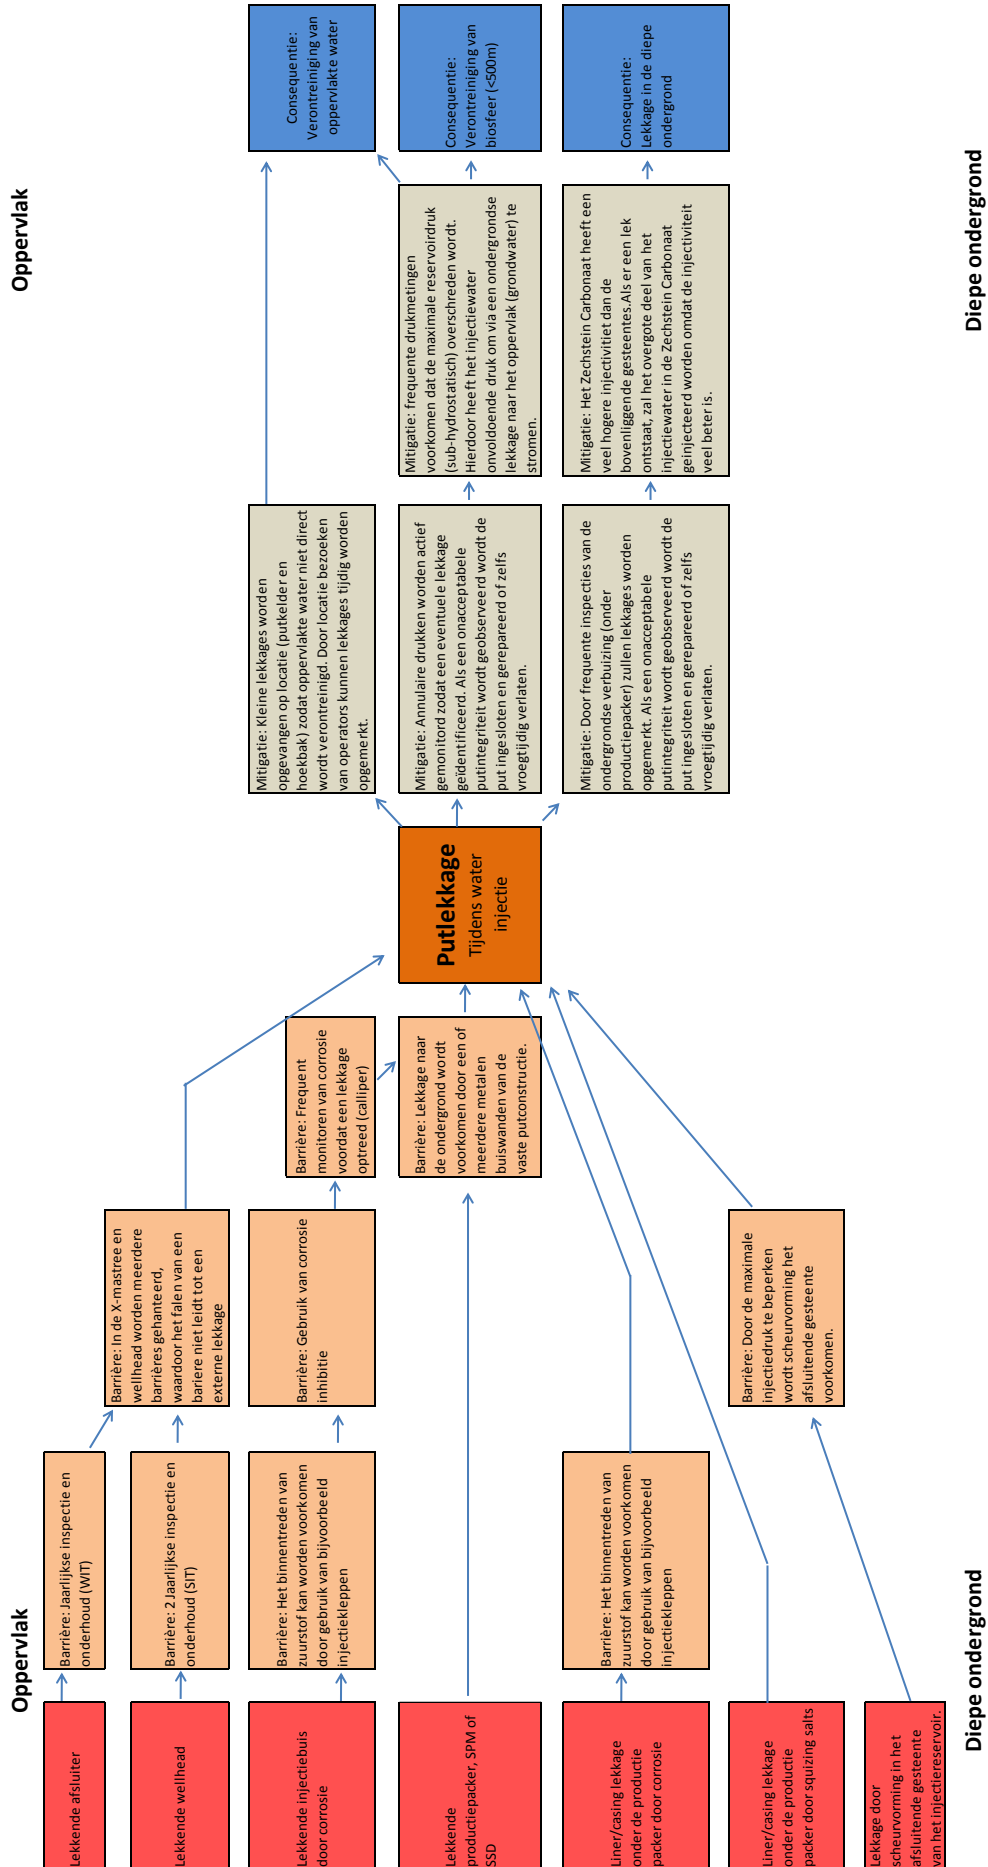 Oppervlak
Oppervlak
Lekkende afsluiter
Barrière: Jaarlijkse inspectie en
onderhoud (WIT)
Lekkende wellhead
Barrière: 2 Jaarlijkse inspectie en
onderhoud (SIT)
Barrière: In de X-mastree en
wellhead worden meerdere
barrières gehanteerd,
waardoor het falen van een
bariere niet leidt tot een
externe lekkage
Lekkende injectiebuis
door corrosie
Barrière: Het binnentreden van
zuurstof kan worden voorkomen
door gebruik van bijvoorbeeld
injectiekleppen
Barrière: Gebruik van corrosie
inhibitie
Barrière: Frequent
monitoren van corrosie
voordat een lekkage
optreed (calliper)
Lekkende
productiepacker, SPM of
SSD
Barrière: Lekkage naar
de ondergrond wordt
voorkomen door een of
meerdere metalen
buiswanden van de
vaste putconstructie.
Liner/casing lekkage
onder de productie
packer door corrosie
Barrière: Het binnentreden van
zuurstof kan worden voorkomen
door gebruik van bijvoorbeeld
injectiekleppen
Liner/casing lekkage
onder de productie
packer door squizing salts
Lekkage door
scheurvorming in het
afsluitende gesteente
van het injectiereservoir.
Barrière: Door de maximale
injectiedruk te beperken
wordt scheurvorming het
afsluitende gesteente
voorkomen.
Putlekkage
Tijdens water
injectie
Mitigatie: Kleine lekkages worden
opgevangen op locatie (putkelder en
hoekbak) zodat oppervlakte water niet direct
wordt verontreinigd. Door locatie bezoeken
van operators kunnen lekkages tijdig worden
opgemerkt.
Consequentie:
Verontreiniging van
oppervlakte water
Mitigatie: Annulaire drukken worden actief
gemonitord zodat een eventuele lekkage
geïdentificeerd. Als een onacceptabele
putintegriteit wordt geobserveerd wordt de
put ingesloten en gerepareerd of zelfs
vroegtijdig verlaten.
Mitigatie: frequente drukmetingen
voorkomen dat de maximale reservoirdruk
(sub-hydrostatisch) overschreden wordt.
Hierdoor heeft het injectiewater
onvoldoende druk om via een ondergrondse
lekkage naar het oppervlak (grondwater) te
stromen.
Consequentie:
Verontreiniging van
biosfeer (<500m)
Mitigatie: Door frequente inspecties van de
ondergrondse verbuizing (onder
productiepacker) zullen lekkages worden
opgemerkt. Als een onacceptabele
putintegriteit wordt geobserveerd wordt de
put ingesloten en gerepareerd of zelfs
vroegtijdig verlaten.
Mitigatie: Het Zechstein Carbonaat heeft een
veel hogere injectivitiet dan de
bovenliggende gesteentes.Als er een lek
ontstaat, zal het overgote deel van het
injectiewater in de Zechstein Carbonaat
geinjecteerd worden omdat de injectiviteit
veel beter is.
Consequentie:
Lekkage in de diepe
ondergrond
Diepe ondergrond
Diepe ondergrond